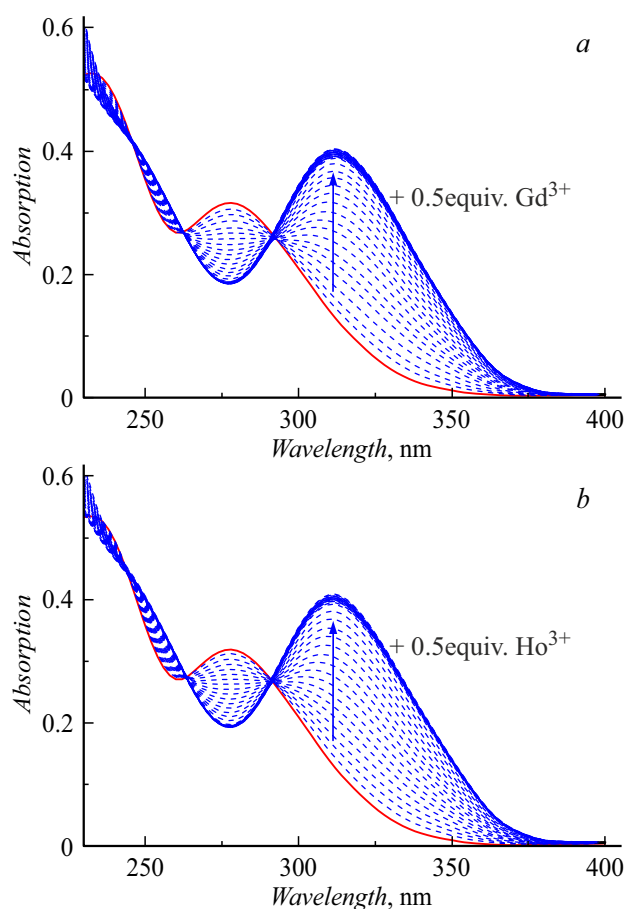 0.6
a
0.4
+ 0.5equiv. Gd³⁺
Absorption
0.2
0
250 300 350 400
Wavelength, nm
0.6
b
0.4
+ 0.5equiv. Ho³⁺
Absorption
0.2
0
250 300 350 400
Wavelength, nm